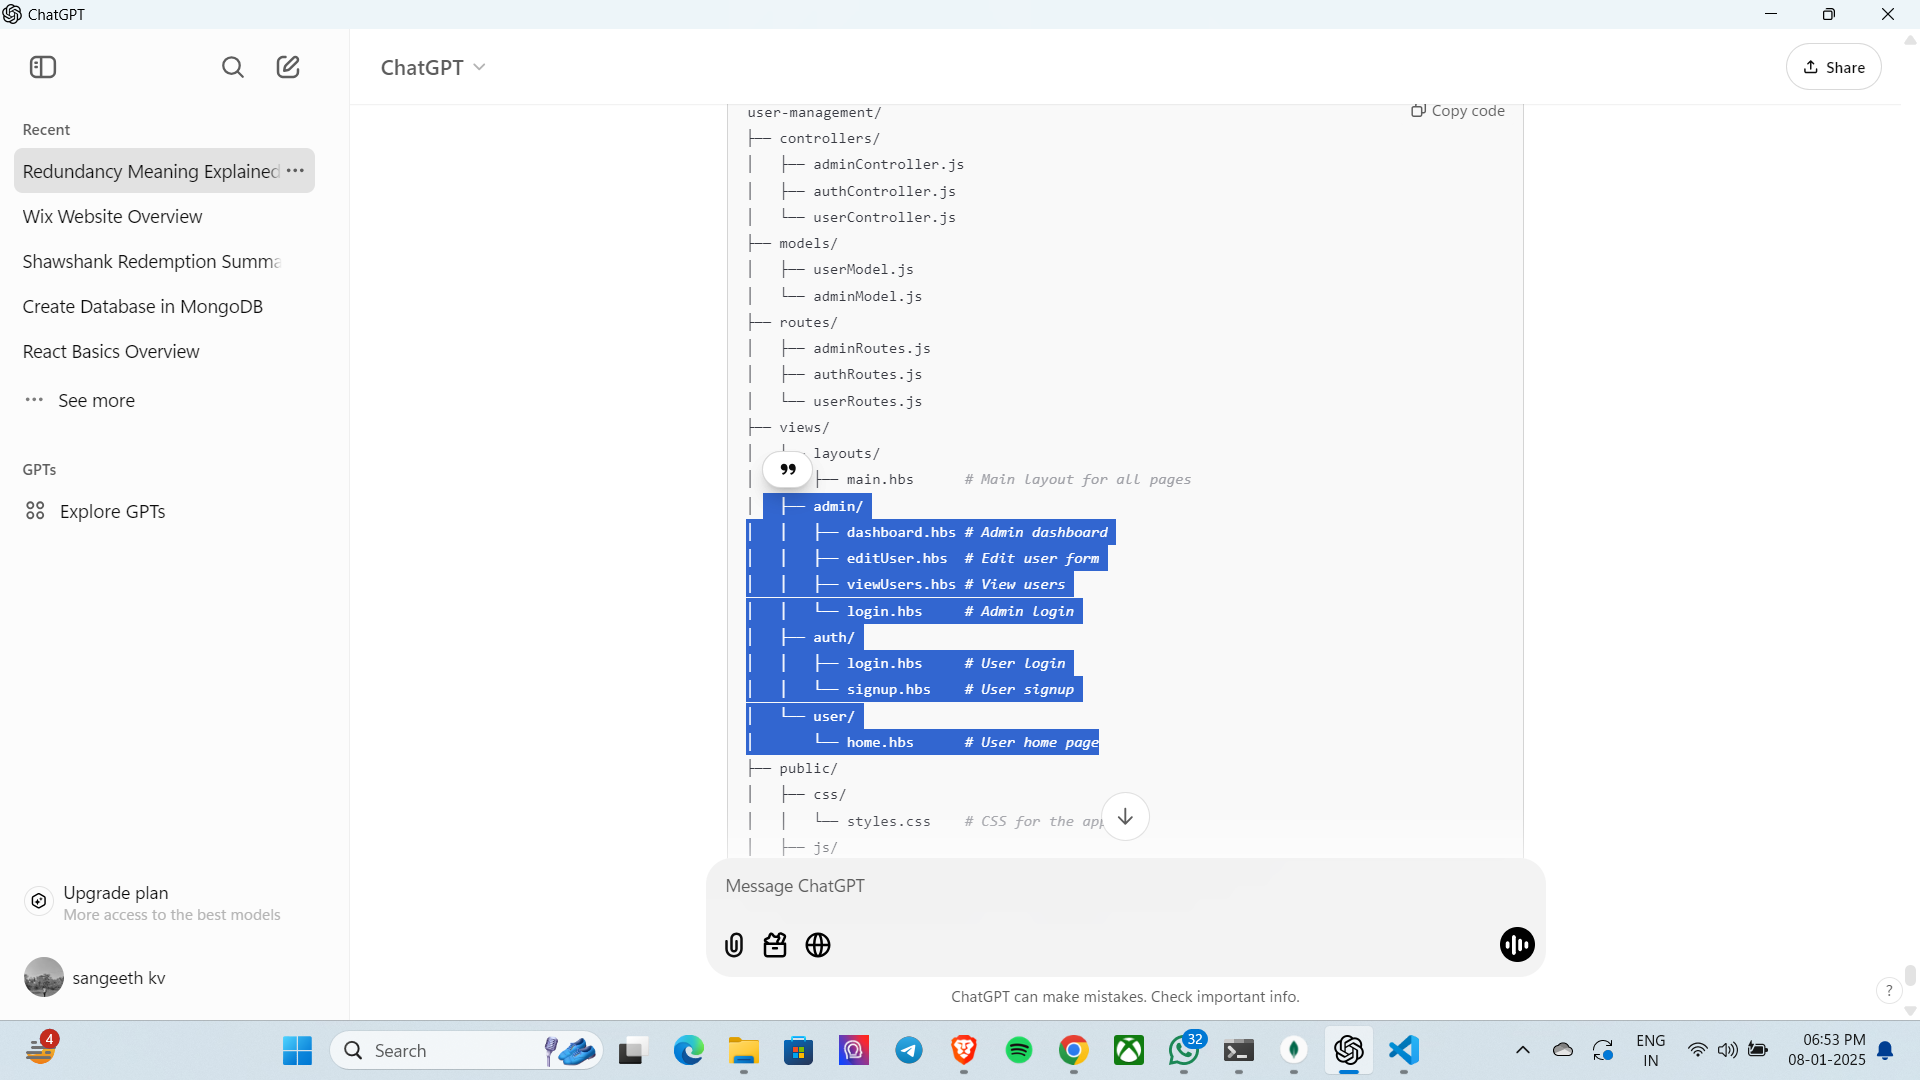 ChatGPT
ChatGPT
Share
Recent
Redundancy Meaning Explained
Wix Website Overview
Shawshank Redemption Summa
Create Database in MongoDB
React Basics Overview
See more
GPTs
Explore GPTs
Upgrade plan
More access to the best models
sangeeth kv
Copy code
user-management/
├── controllers/
│   ├── adminController.js
│   ├── authController.js
│   └── userController.js
├── models/
│   ├── userModel.js
│   └── adminModel.js
├── routes/
│   ├── adminRoutes.js
│   ├── authRoutes.js
│   └── userRoutes.js
├── views/
│   layouts/
│   ├── main.hbs      # Main layout for all pages
│   ├── admin/
│   │   ├── dashboard.hbs # Admin dashboard
│   │   ├── editUser.hbs  # Edit user form
│   │   ├── viewUsers.hbs # View users
│   │   └── login.hbs     # Admin login
│   ├── auth/
│   │   ├── login.hbs     # User login
│   │   └── signup.hbs    # User signup
│   └── user/
│       └── home.hbs      # User home page
├── public/
│   ├── css/
│   │   └── styles.css    # CSS for the app
│   ├── js/
Message ChatGPT
ChatGPT can make mistakes. Check important info.
?
4
Search
32
ENG
IN
06:53 PM
08-01-2025